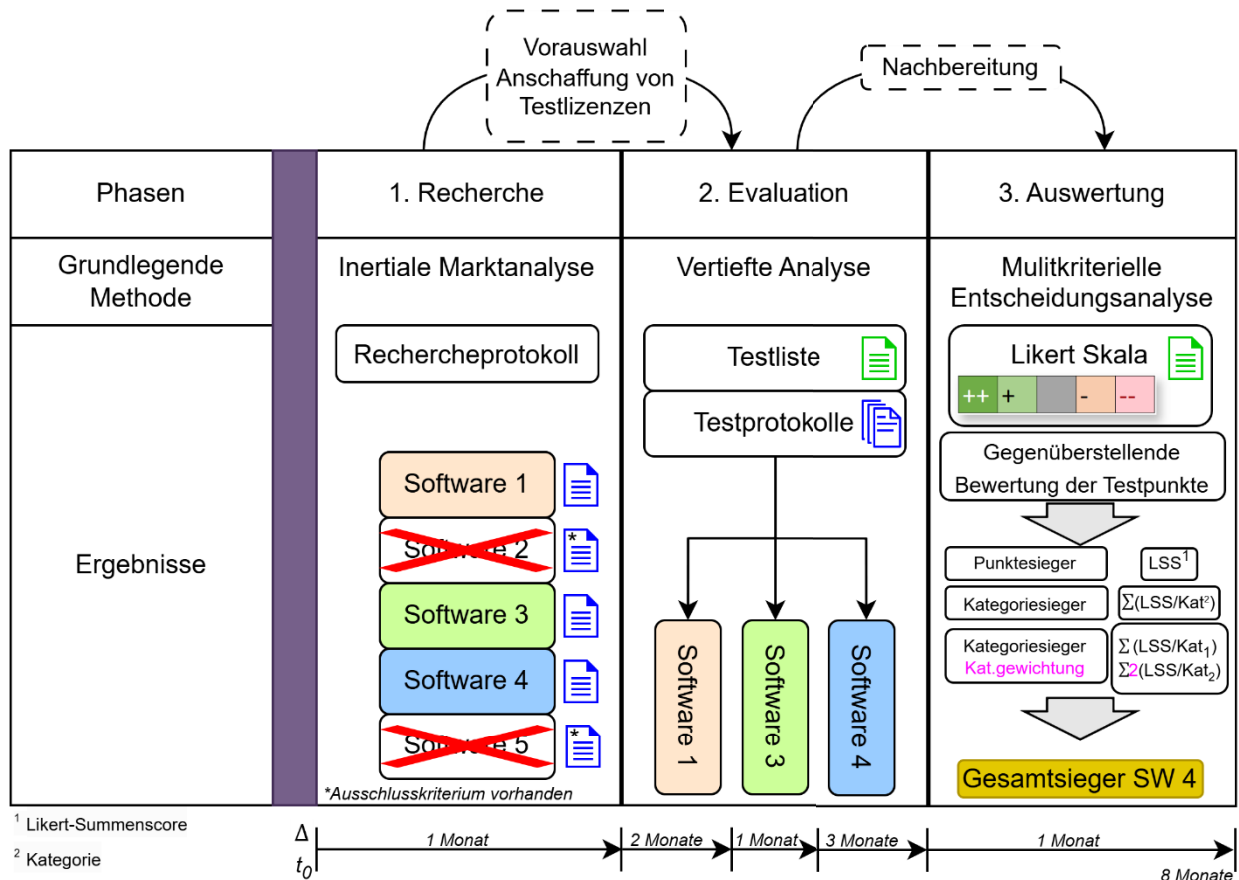 Vorauswahl
Anschaffung von
Testlizenzen
Nachbereitung
Phasen
1. Recherche
2. Evaluation
3. Auswertung
Grundlegende
Methode
Inertiale Marktanalyse
Vertiefte Analyse
Mulitkriterielle
Entscheidungsanalyse
Ergebnisse
Rechercheprotokoll
Software 1
*
Software 2
Software 3
Software 4
*
Software 5
*Ausschlusskriterium vorhanden
Testliste
Testprotokolle
Software 1
Software 3
Software 4
Likert Skala
++ + - --
Gegenüberstellende
Bewertung der Testpunkte
Punktesieger
LSS¹
Kategoriesieger
∑(LSS/Kat²)
Kategoriesieger
Kat.gewichtung
∑ (LSS/Kat₁)
∑2(LSS/Kat₂)
Gesamtsieger SW 4
¹ Likert-Summenscore
² Kategorie
Δ
t₀
1 Monat
2 Monate
1 Monat
3 Monate
1 Monat
8 Monate